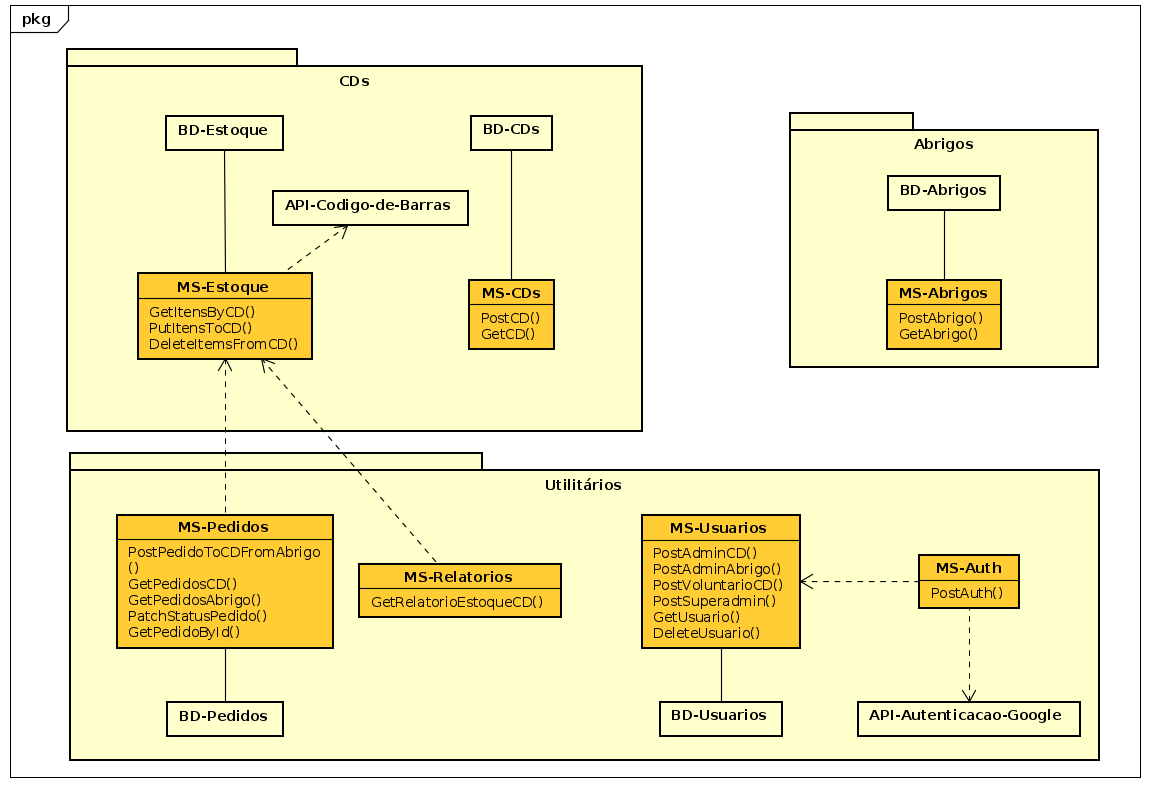 pkg
CDs
BD-Estoque
BD-CDs
API-Codigo-de-Barras
MS-Estoque
GetItensByCD()
PutItensToCD()
DeleteItemsFromCD()
MS-CDs
PostCD()
GetCD()
Abrigos
BD-Abrigos
MS-Abrigos
PostAbrigo()
GetAbrigo()
Utilitários
MS-Pedidos
PostPedidoToCDFromAbrigo
()
GetPedidosCD()
GetPedidosAbrigo()
PatchStatusPedido()
GetPedidoById()
BD-Pedidos
MS-Relatorios
GetRelatorioEstoqueCD()
MS-Usuarios
PostAdminCD()
PostAdminAbrigo()
PostVoluntarioCD()
PostSuperadmin()
GetUsuario()
DeleteUsuario()
BD-Usuarios
MS-Auth
PostAuth()
API-Autenticacao-Google